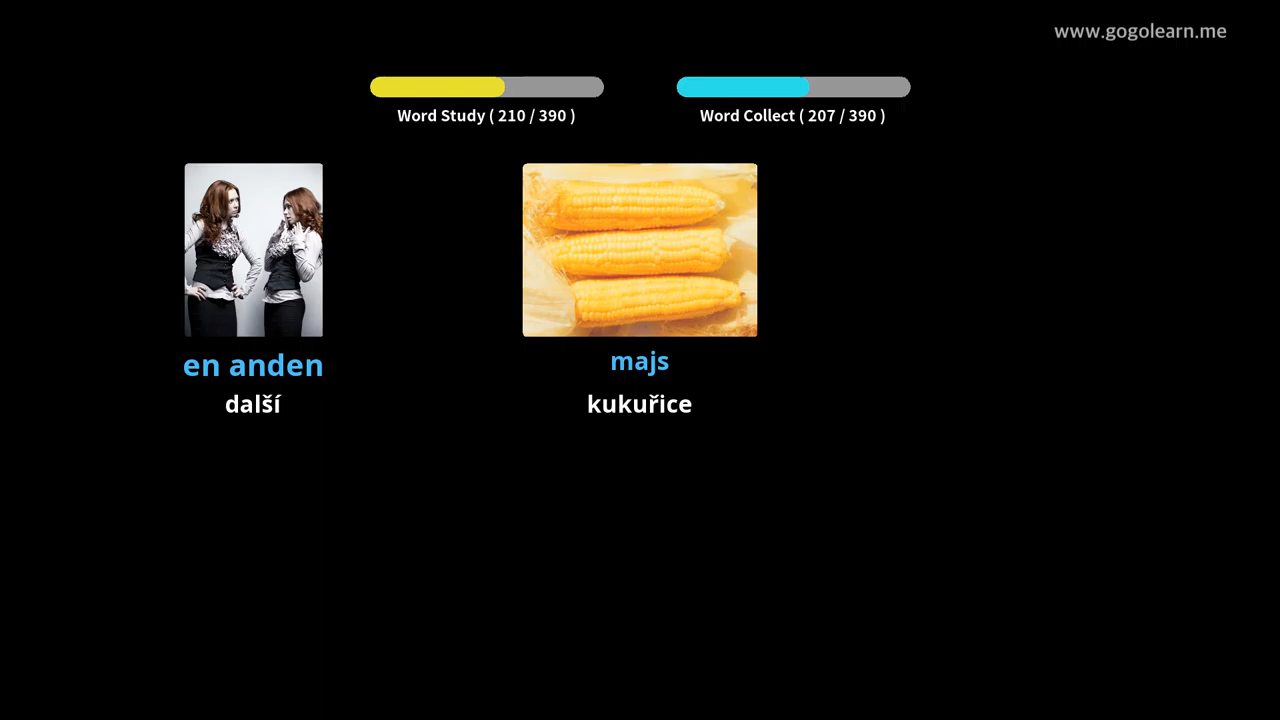 www.gogolearn.me
Word Study ( 210 / 390 )
Word Collect ( 207 / 390 )
en anden
další
majs
kukuřice